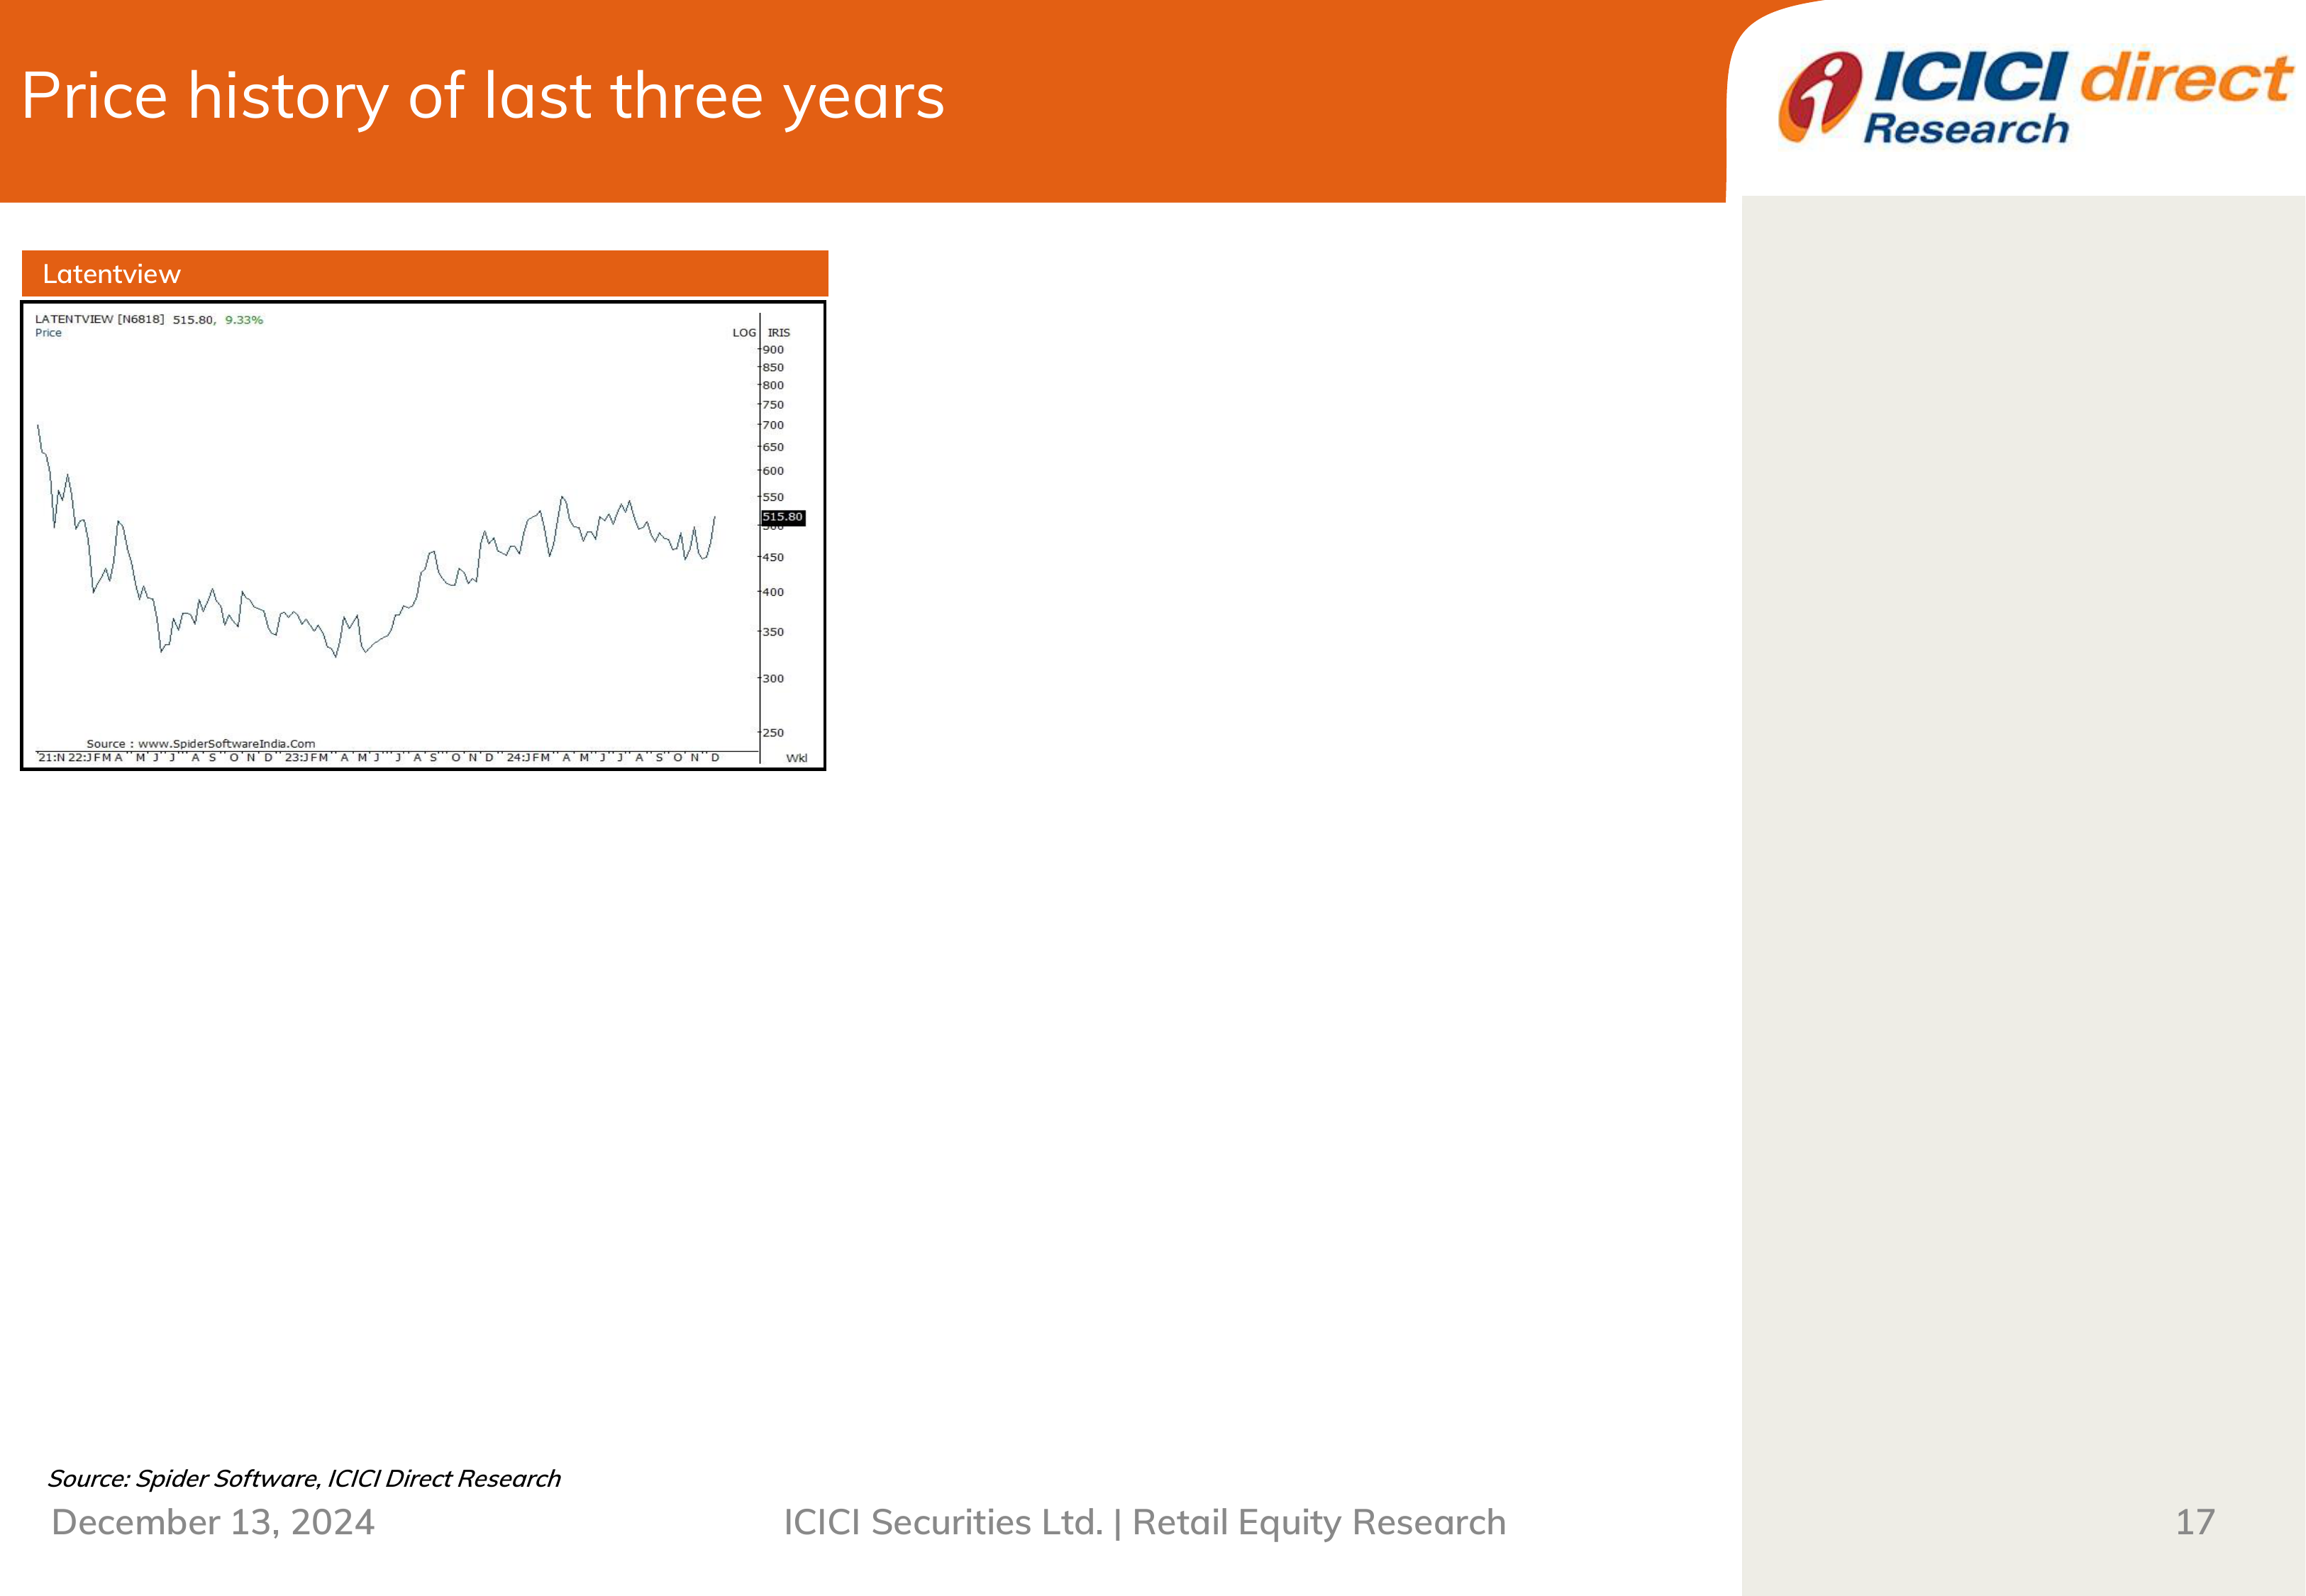 Price history of last three years
ICICI direct
Research
Latentview
LATENTVIEW [N6818] 515.80, 9.33%
Price
LOG IRIS
900
850
800
750
700
650
600
550
515.80
500
450
400
350
300
250
Source : www.SpiderSoftwareIndia.Com
'21:N 22:J F M A M J J A S O N D 23:J F M A M J J A S O N D 24:J F M A M J J A S O N D Wkl
Source: Spider Software, ICICI Direct Research
December 13, 2024 ICICI Securities Ltd. | Retail Equity Research 17